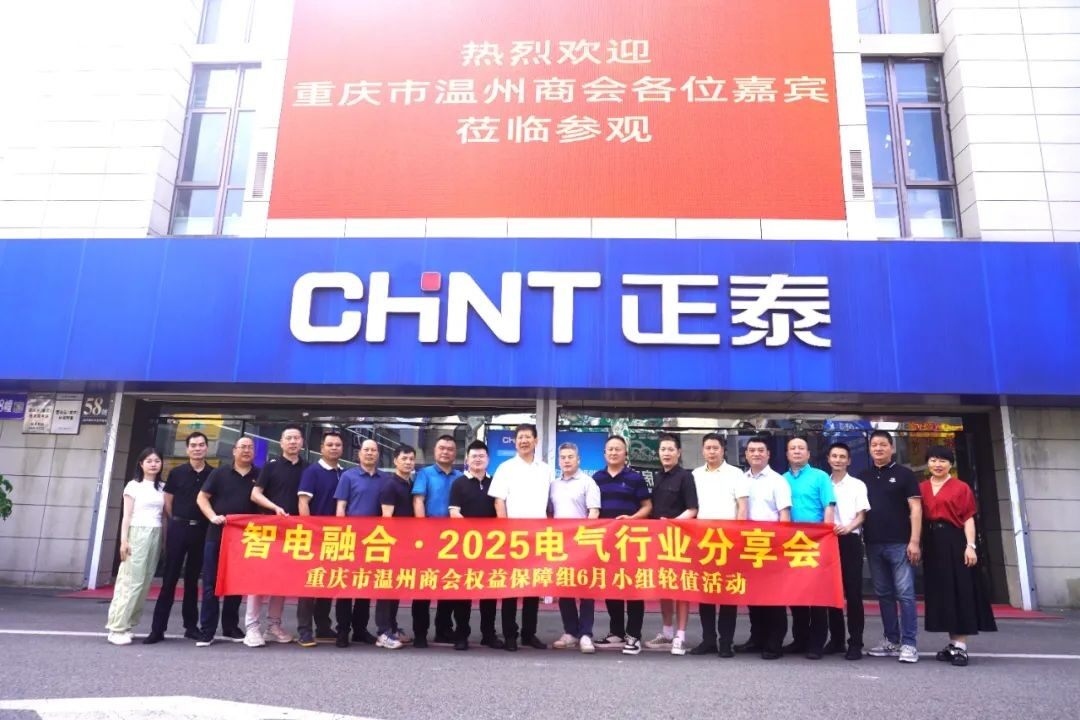 热烈欢迎
重庆市温州商会各位嘉宾
莅临参观
CHNT 正泰
58
智电融合·2025电气行业分享会
重庆市温州商会权益保障组6月小组轮值活动